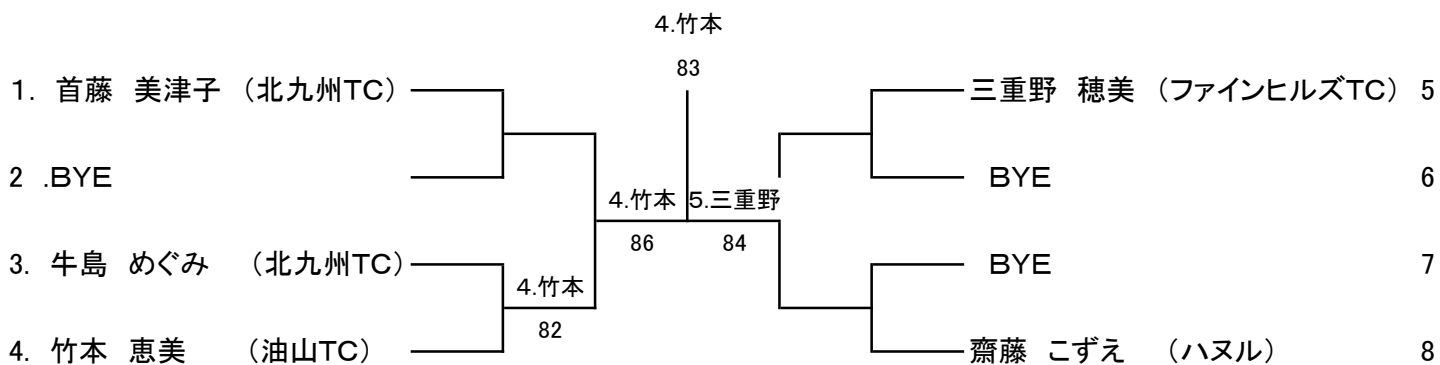 4.竹本
83
1. 首藤 美津子 (北九州TC) 三重野 穂美 (ファインヒルズTC) 5
2 .BYE BYE 6
4.竹本 5.三重野
86 84
3. 牛島 めぐみ (北九州TC) BYE 7
4.竹本
82
4. 竹本 恵美 (油山TC) 齋藤 こずえ (ハヌル) 8